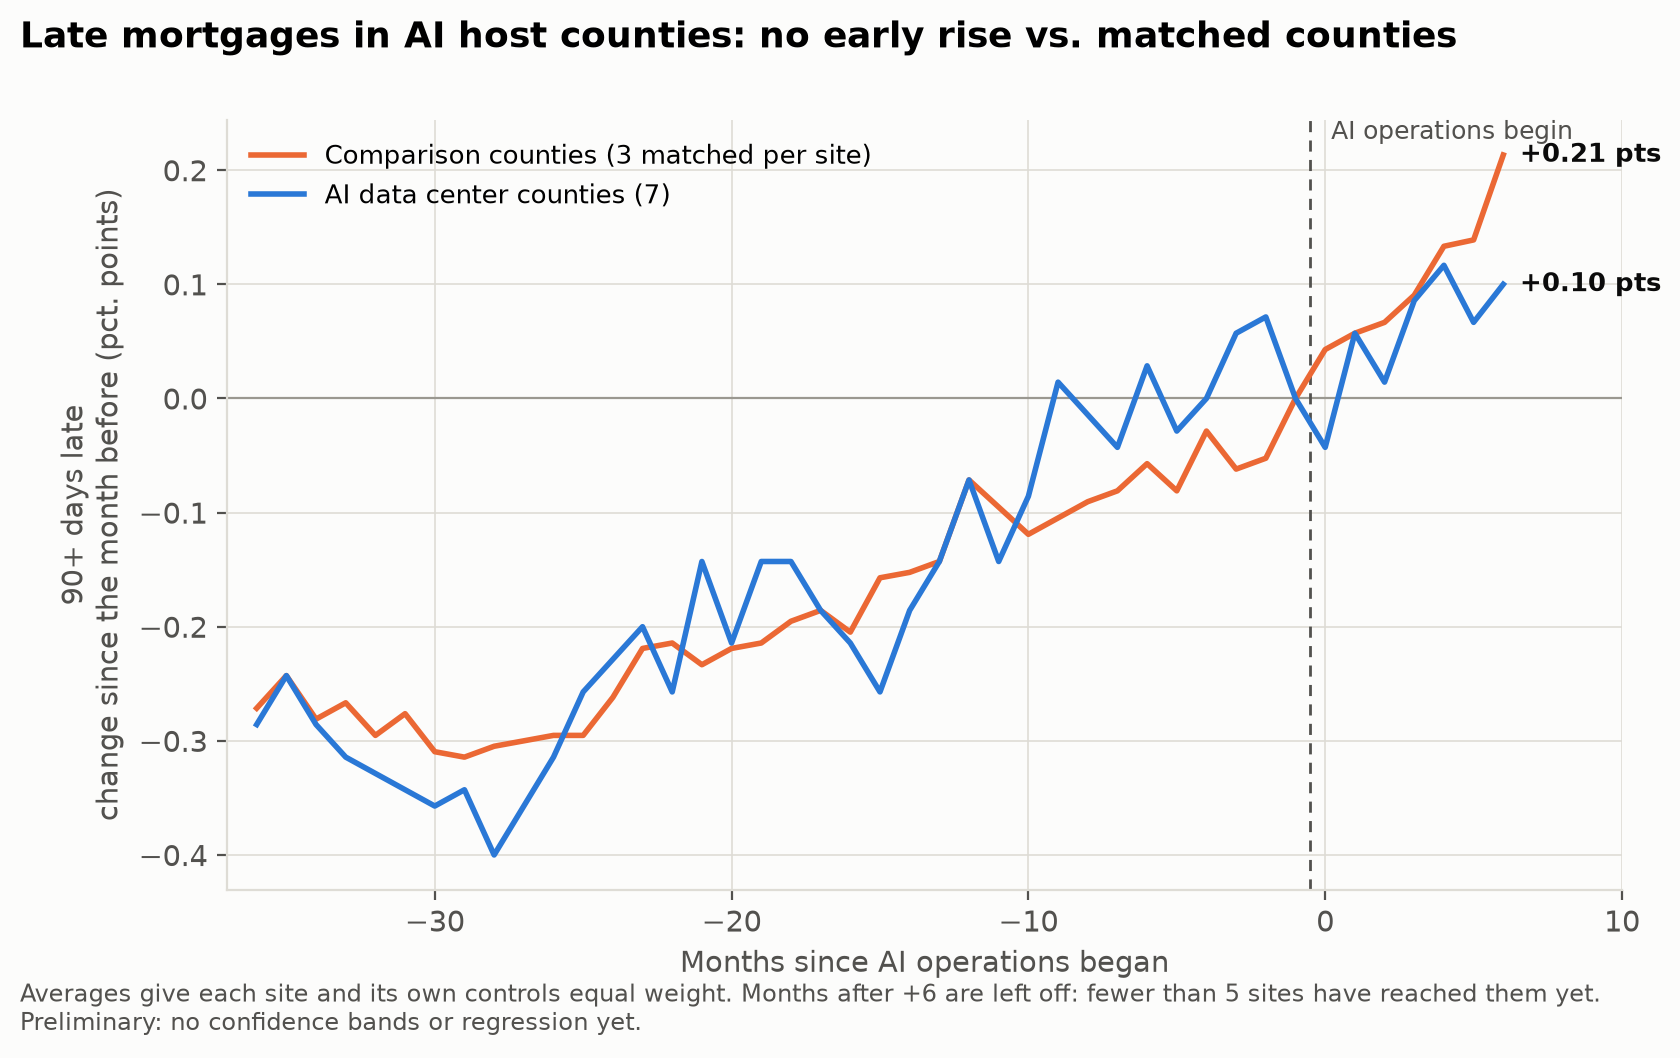 Late mortgages in AI host counties: no early rise vs. matched counties
AI operations begin
Comparison counties (3 matched per site)
AI data center counties (7)
+0.21 pts
+0.10 pts
0.2
0.1
0.0
−0.1
−0.2
−0.3
−0.4
90+ days late
change since the month before (pct. points)
−30
−20
−10
0
10
Months since AI operations began
Averages give each site and its own controls equal weight. Months after +6 are left off: fewer than 5 sites have reached them yet.
Preliminary: no confidence bands or regression yet.